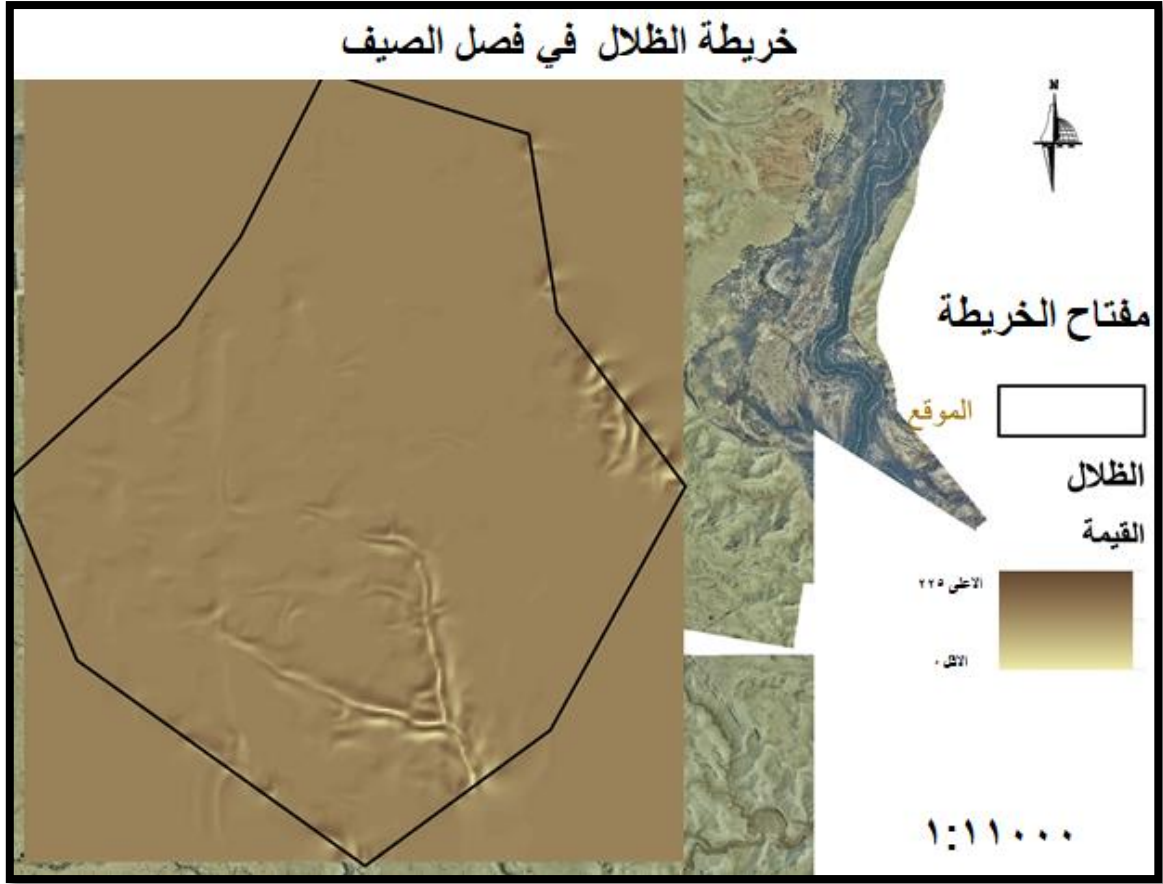 خريطة الظلال في فصل الصيف
N
مفتاح الخريطة
الموقع
الظلال
القيمة
الاعلى ٢٢٥
الاقل ٠
١:١١٠٠٠